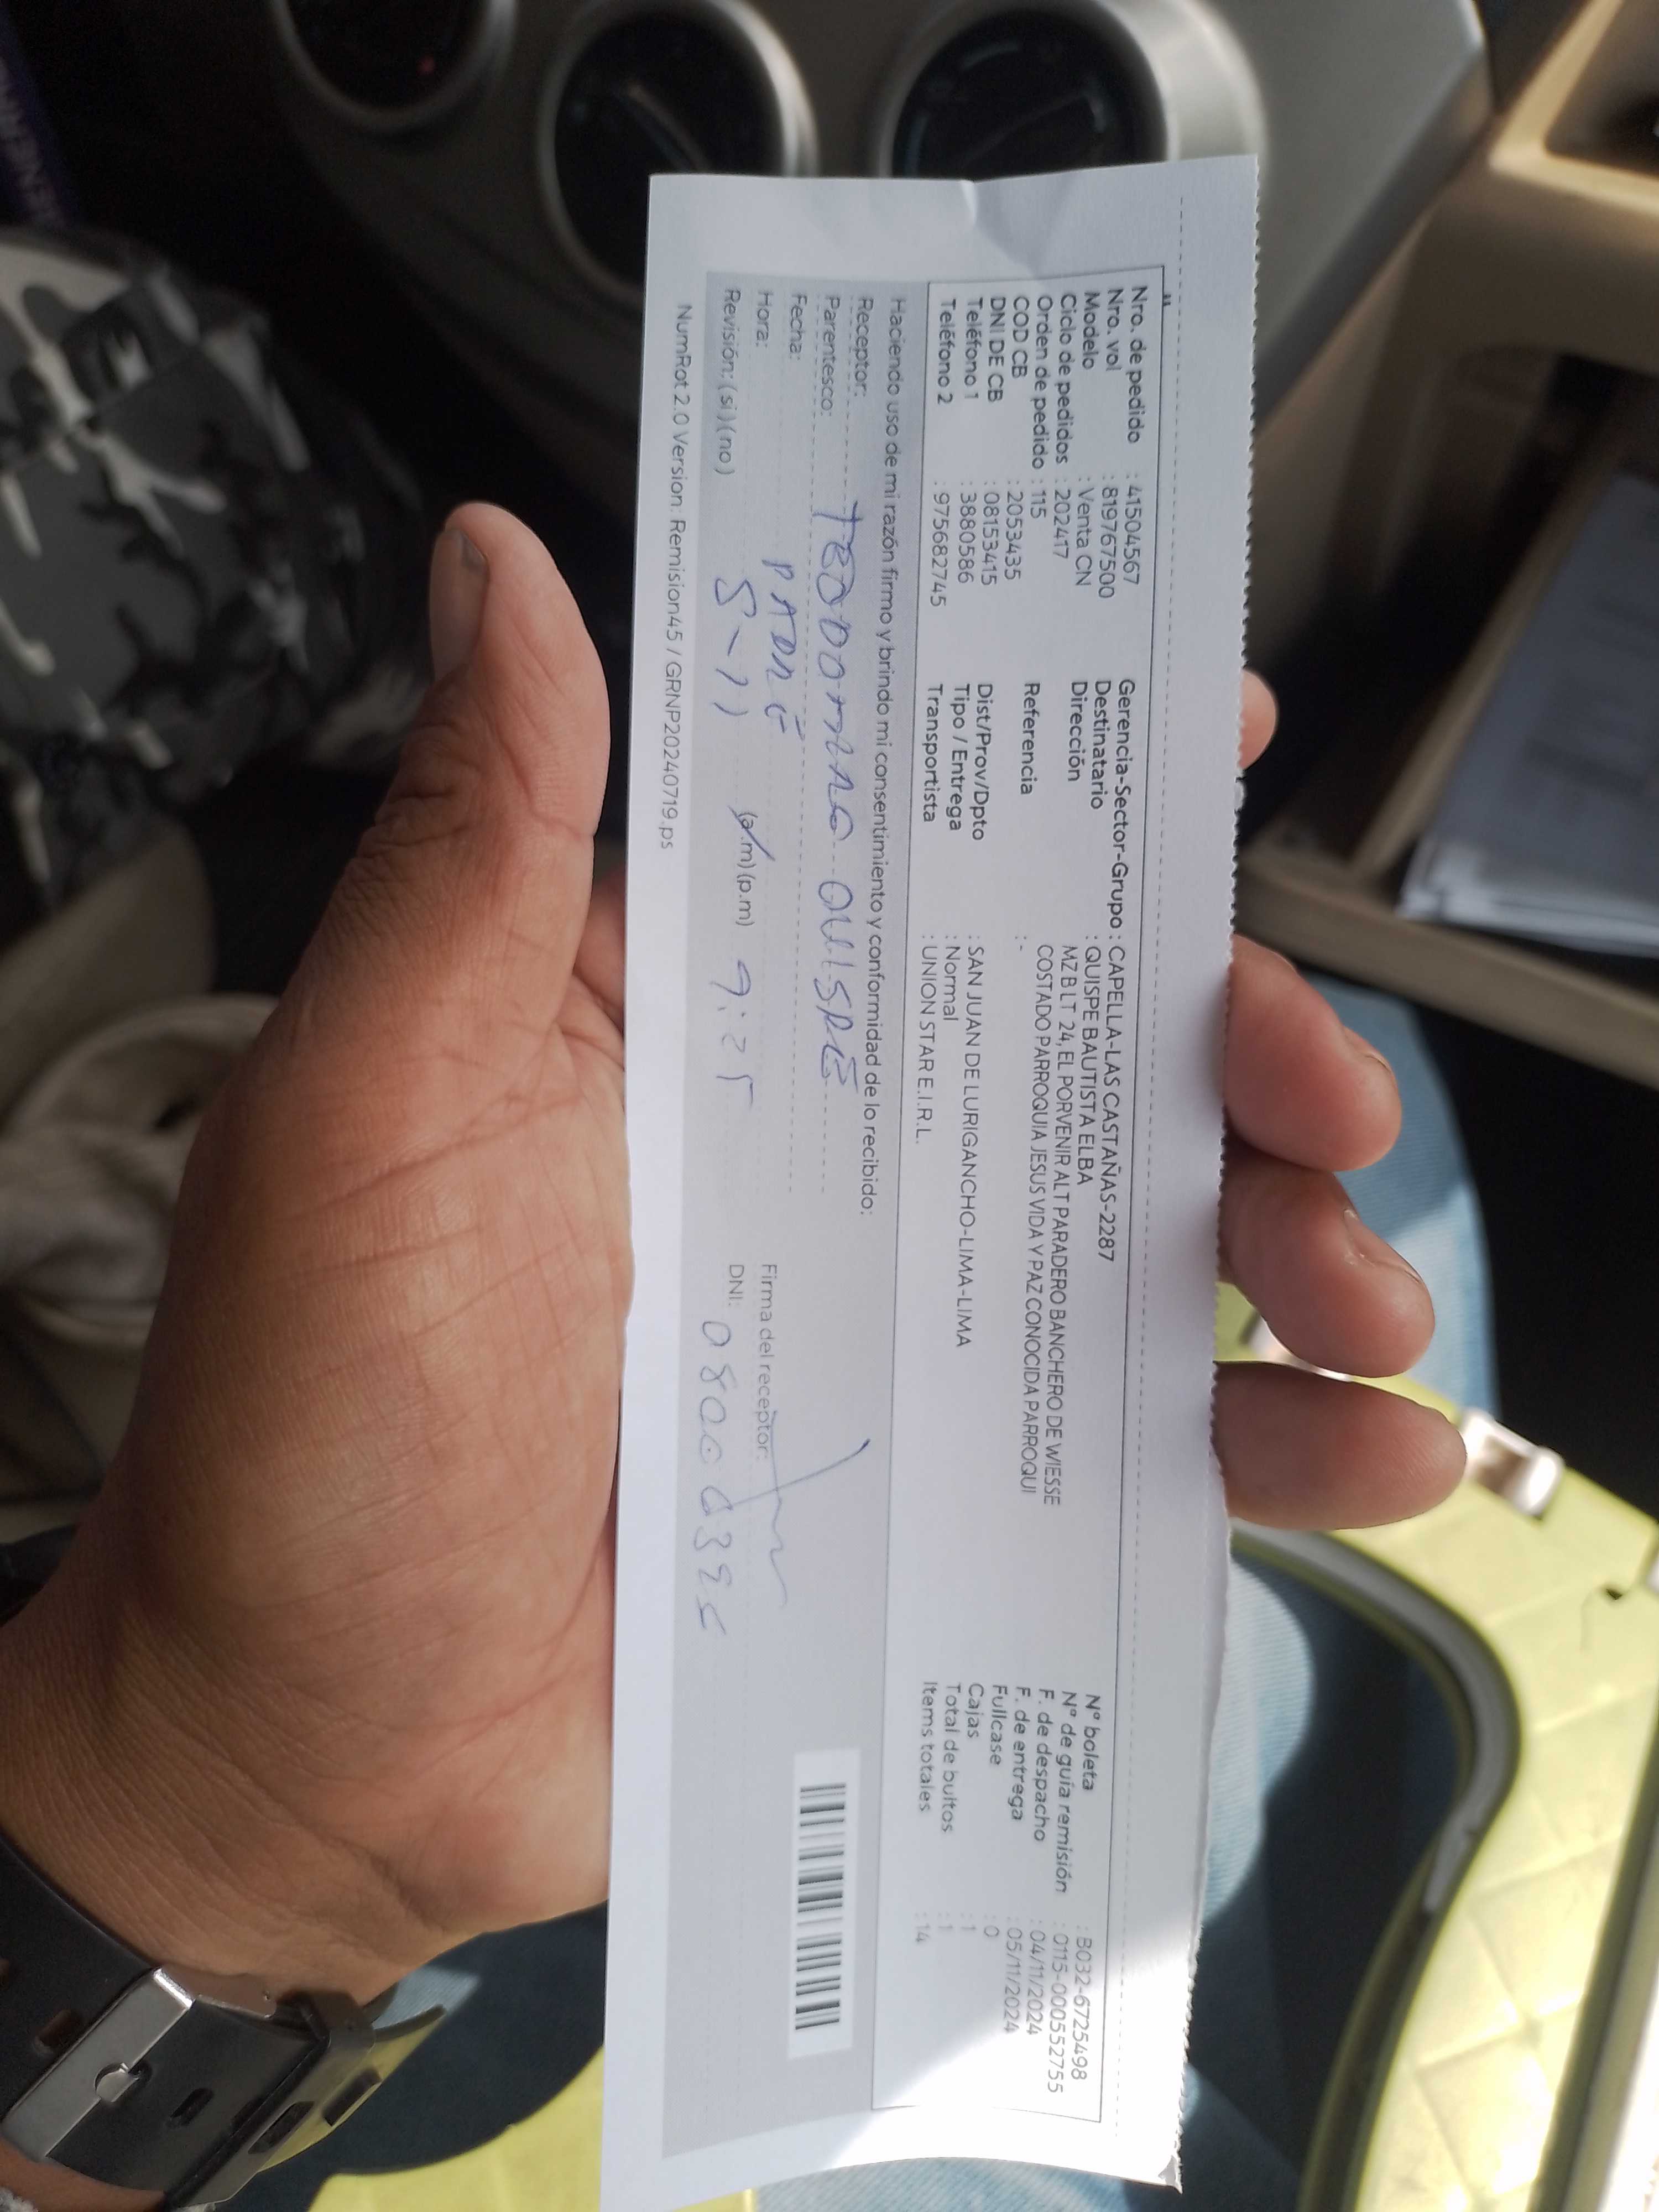 Nro. de pedido : 41504567
Nro. vol : 819767500
Modelo : Venta CN
Ciclo de pedidos : 202417
Orden de pedido : 115
COD CB : 2053435
DNI DE CB : 08153415
Teléfono 1 : 3880586
Teléfono 2 : 975682745
Gerencia-Sector-Grupo : CAPELLA-LAS CASTAÑAS-2287
Destinatario : QUISPE BAUTISTA ELBA
Dirección MZ B LT 24, EL PORVENIR ALT PARADERO BANCHERO DE WIESSE
COSTADO PARROQUIA JESUS VIDA Y PAZ CONOCIDA PARROQUI
Referencia : -
Dist/Prov/Dpto : SAN JUAN DE LURIGANCHO-LIMA-LIMA
Tipo / Entrega : Normal
Transportista : UNION STAR E.I.R.L.
N° boleta : B032-6725498
N° de guía remisión : 0115-000552755
F. de despacho : 04/11/2024
F. de entrega : 05/11/2024
Fullcase : 0
Cajas : 1
Total de bultos : 1
Items totales : 14
Haciendo uso de mi razón firmo y brindo mi consentimiento y conformidad de lo recibido:
Receptor: QUISPE
Parentesco: PADRE
Fecha: 5-11
Hora: (a.m) (p.m) 9:25
Revisión: (si) (no)
Firma del receptor:
DNI:
NumRot 2.0 Version: Remision45 / GRNP20240719.ps